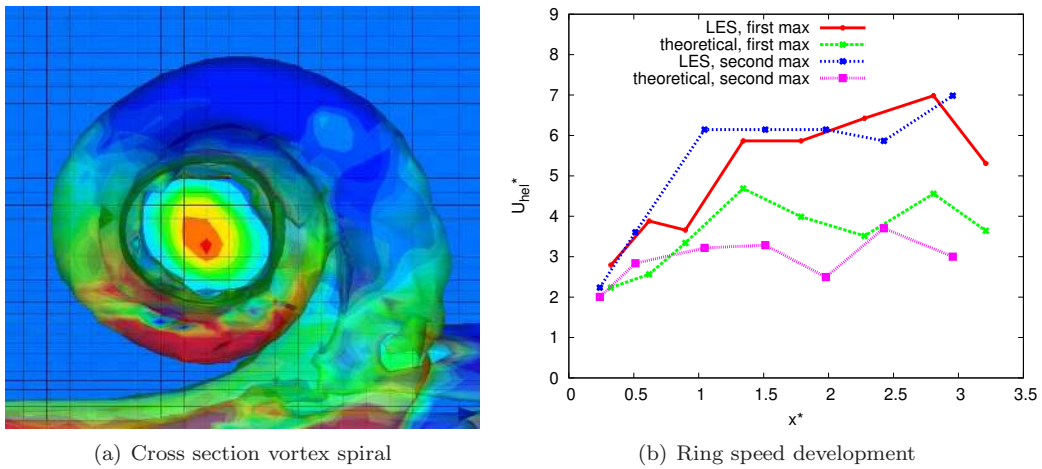 LES, first max
theoretical, first max
LES, second max
theoretical, second max
9
8
7
6
5
4
3
2
1
0
U_hel*
0 0.5 1 1.5 2 2.5 3 3.5
x*
(a) Cross section vortex spiral
(b) Ring speed development